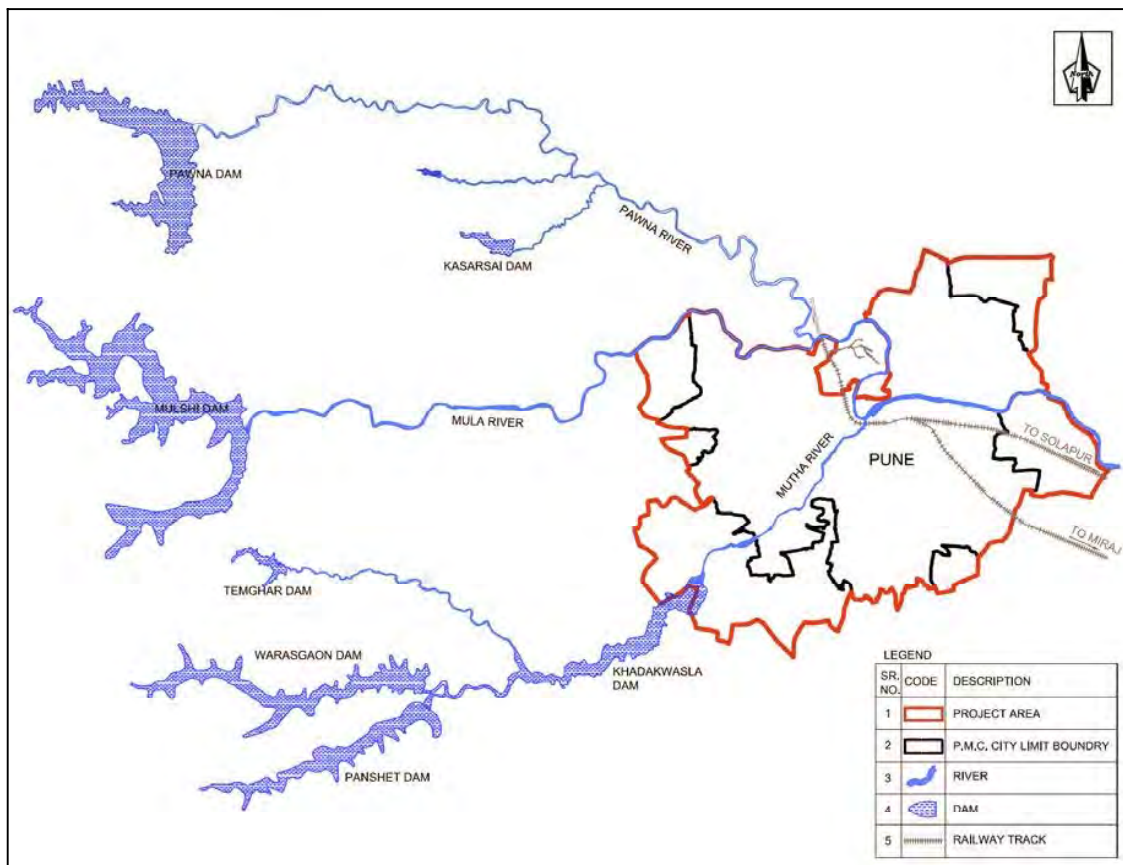 North
PAWNA DAM
KASARSAI DAM
PAWNA RIVER
MULSHI DAM
MULA RIVER
MUTHA RIVER
PUNE
TO SOLAPUR
TO MIRAJ
TEMGHAR DAM
WARASGAON DAM
KHADAKWASLA
DAM
PANSHET DAM
LEGEND
SR. NO. CODE DESCRIPTION
1 PROJECT AREA
2 P.M.C. CITY LIMIT BOUNDRY
3 RIVER
4 DAM
5 RAILWAY TRACK